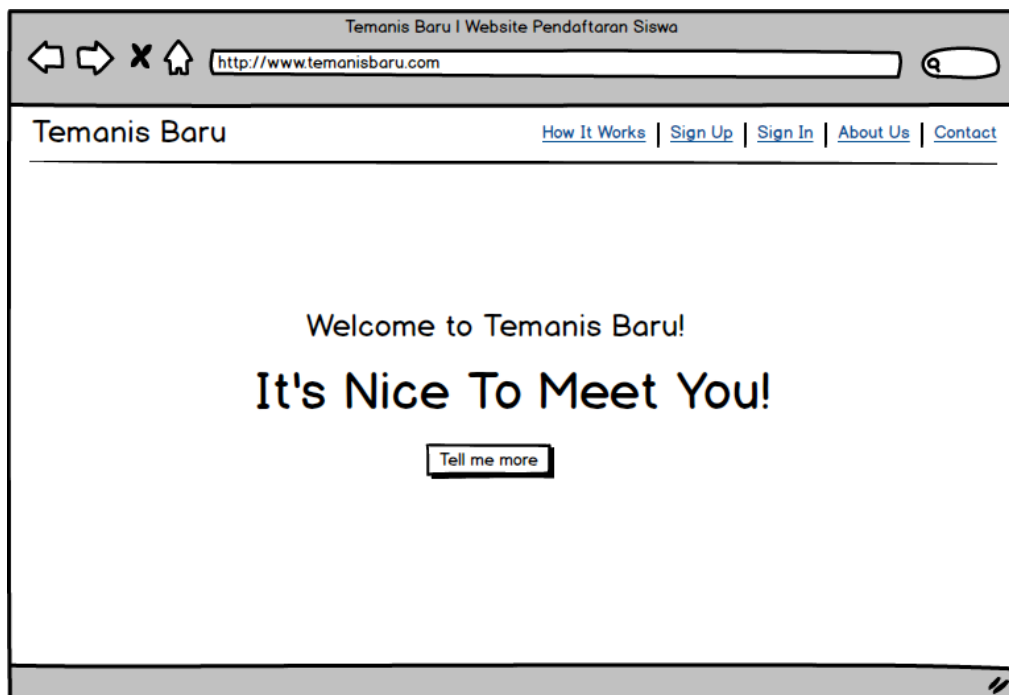 Temanis Baru | Website Pendaftaran Siswa
http://www.temanisbaru.com
Temanis Baru
How It Works | Sign Up | Sign In | About Us | Contact
Welcome to Temanis Baru!
It's Nice To Meet You!
Tell me more